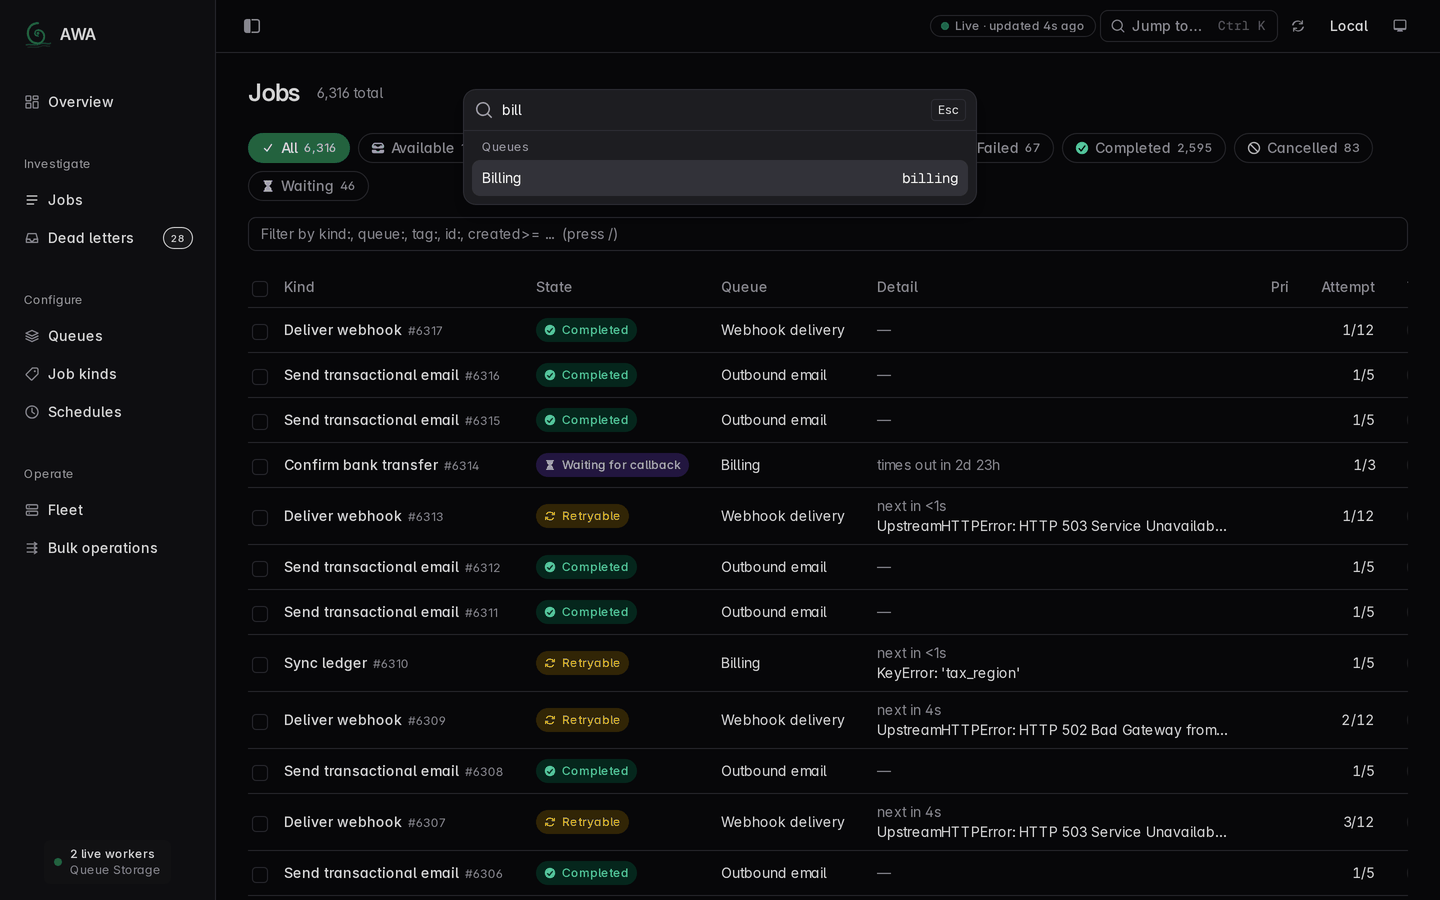 AWA
Live · updated 4s ago
Jump to...
Ctrl K
Local
Overview
Investigate
Jobs
Dead letters 28
Configure
Queues
Job kinds
Schedules
Operate
Fleet
Bulk operations
2 live workers
Queue Storage
Jobs 6,316 total
bill
Esc
Queues
Billing billing
All 6,316
Available
Failed 67
Completed 2,595
Cancelled 83
Waiting 46
Filter by kind:, queue:, tag:, id:, created>= … (press /)
Kind State Queue Detail Pri Attempt
Deliver webhook #6317 Completed Webhook delivery — 1/12
Send transactional email #6316 Completed Outbound email — 1/5
Send transactional email #6315 Completed Outbound email — 1/5
Confirm bank transfer #6314 Waiting for callback Billing times out in 2d 23h 1/3
next in <1s
Deliver webhook #6313 Retryable Webhook delivery UpstreamHTTPError: HTTP 503 Service Unavailab... 1/12
Send transactional email #6312 Completed Outbound email — 1/5
Send transactional email #6311 Completed Outbound email — 1/5
next in <1s
Sync ledger #6310 Retryable Billing KeyError: 'tax_region' 1/5
next in 4s
Deliver webhook #6309 Retryable Webhook delivery UpstreamHTTPError: HTTP 502 Bad Gateway from... 2/12
Send transactional email #6308 Completed Outbound email — 1/5
next in 4s
Deliver webhook #6307 Retryable Webhook delivery UpstreamHTTPError: HTTP 503 Service Unavailab... 3/12
Send transactional email #6306 Completed Outbound email — 1/5